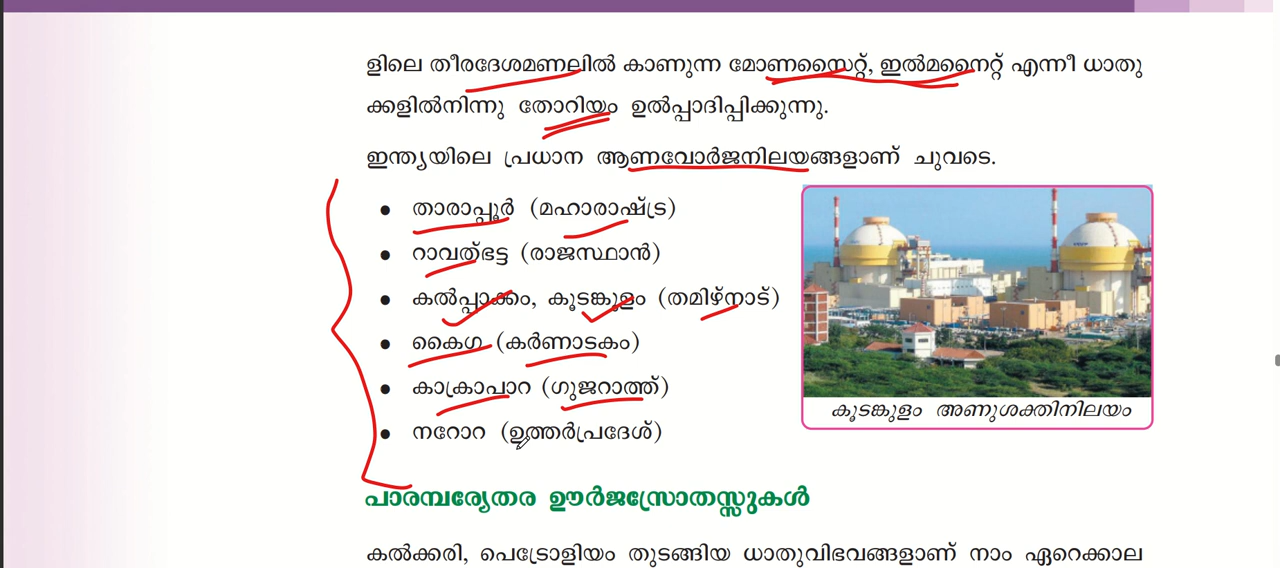 ളിലെ തീരദേശമണലിൽ കാണുന്ന മോണസൈറ്റ്, ഇൽമനൈറ്റ് എന്നീ ധാതു
ക്കളിൽനിന്നു തോറിയം ഉൽപ്പാദിപ്പിക്കുന്നു.
ഇന്ത്യയിലെ പ്രധാന ആണവോർജനിലയങ്ങളാണ് ചുവടെ.
• താരാപ്പൂർ (മഹാരാഷ്ട്ര)
• റാവത്ഭട്ട (രാജസ്ഥാൻ)
• കൽപ്പാക്കം, കൂടങ്കുളം (തമിഴ്നാട്)
• കൈഗ (കർണാടകം)
• കാക്രാപാറ (ഗുജറാത്ത്)
• നറോറ (ഉത്തർപ്രദേശ്)
കൂടങ്കുളം അണുശക്തിനിലയം
പാരമ്പര്യേതര ഊർജസ്രോതസ്സുകൾ
കൽക്കരി, പെട്രോളിയം തുടങ്ങിയ ധാതുവിഭവങ്ങളാണ് നാം ഏറെക്കാല